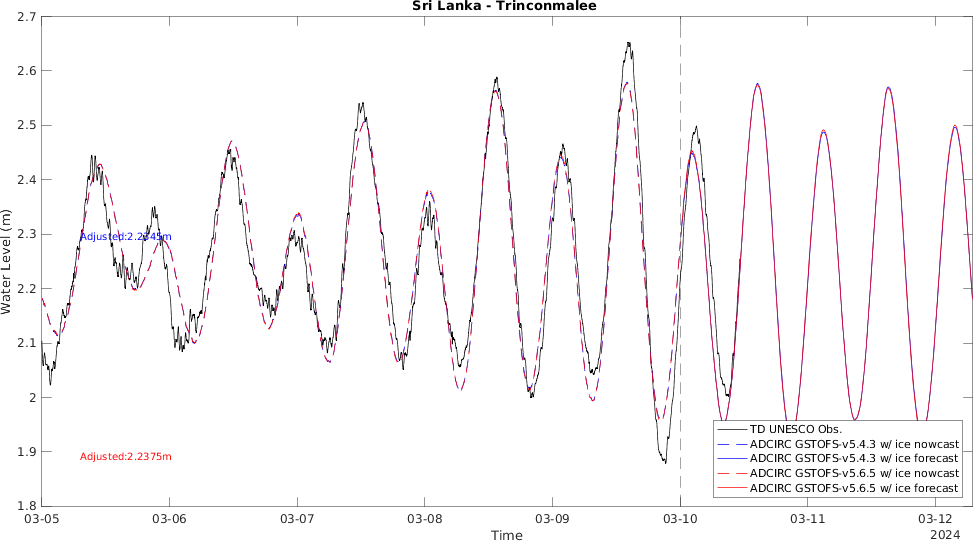 Sri Lanka - Trinconmalee
Water Level (m)
2.7
2.6
2.5
2.4
2.3
2.2
2.1
2
1.9
1.8
Adjusted:2.2345m
Adjusted:2.2375m
TD UNESCO Obs.
ADCIRC GSTOFS-v5.4.3 w/ ice nowcast
ADCIRC GSTOFS-v5.4.3 w/ ice forecast
ADCIRC GSTOFS-v5.6.5 w/ ice nowcast
ADCIRC GSTOFS-v5.6.5 w/ ice forecast
03-05 03-06 03-07 03-08 03-09 03-10 03-11 03-12
2024
Time